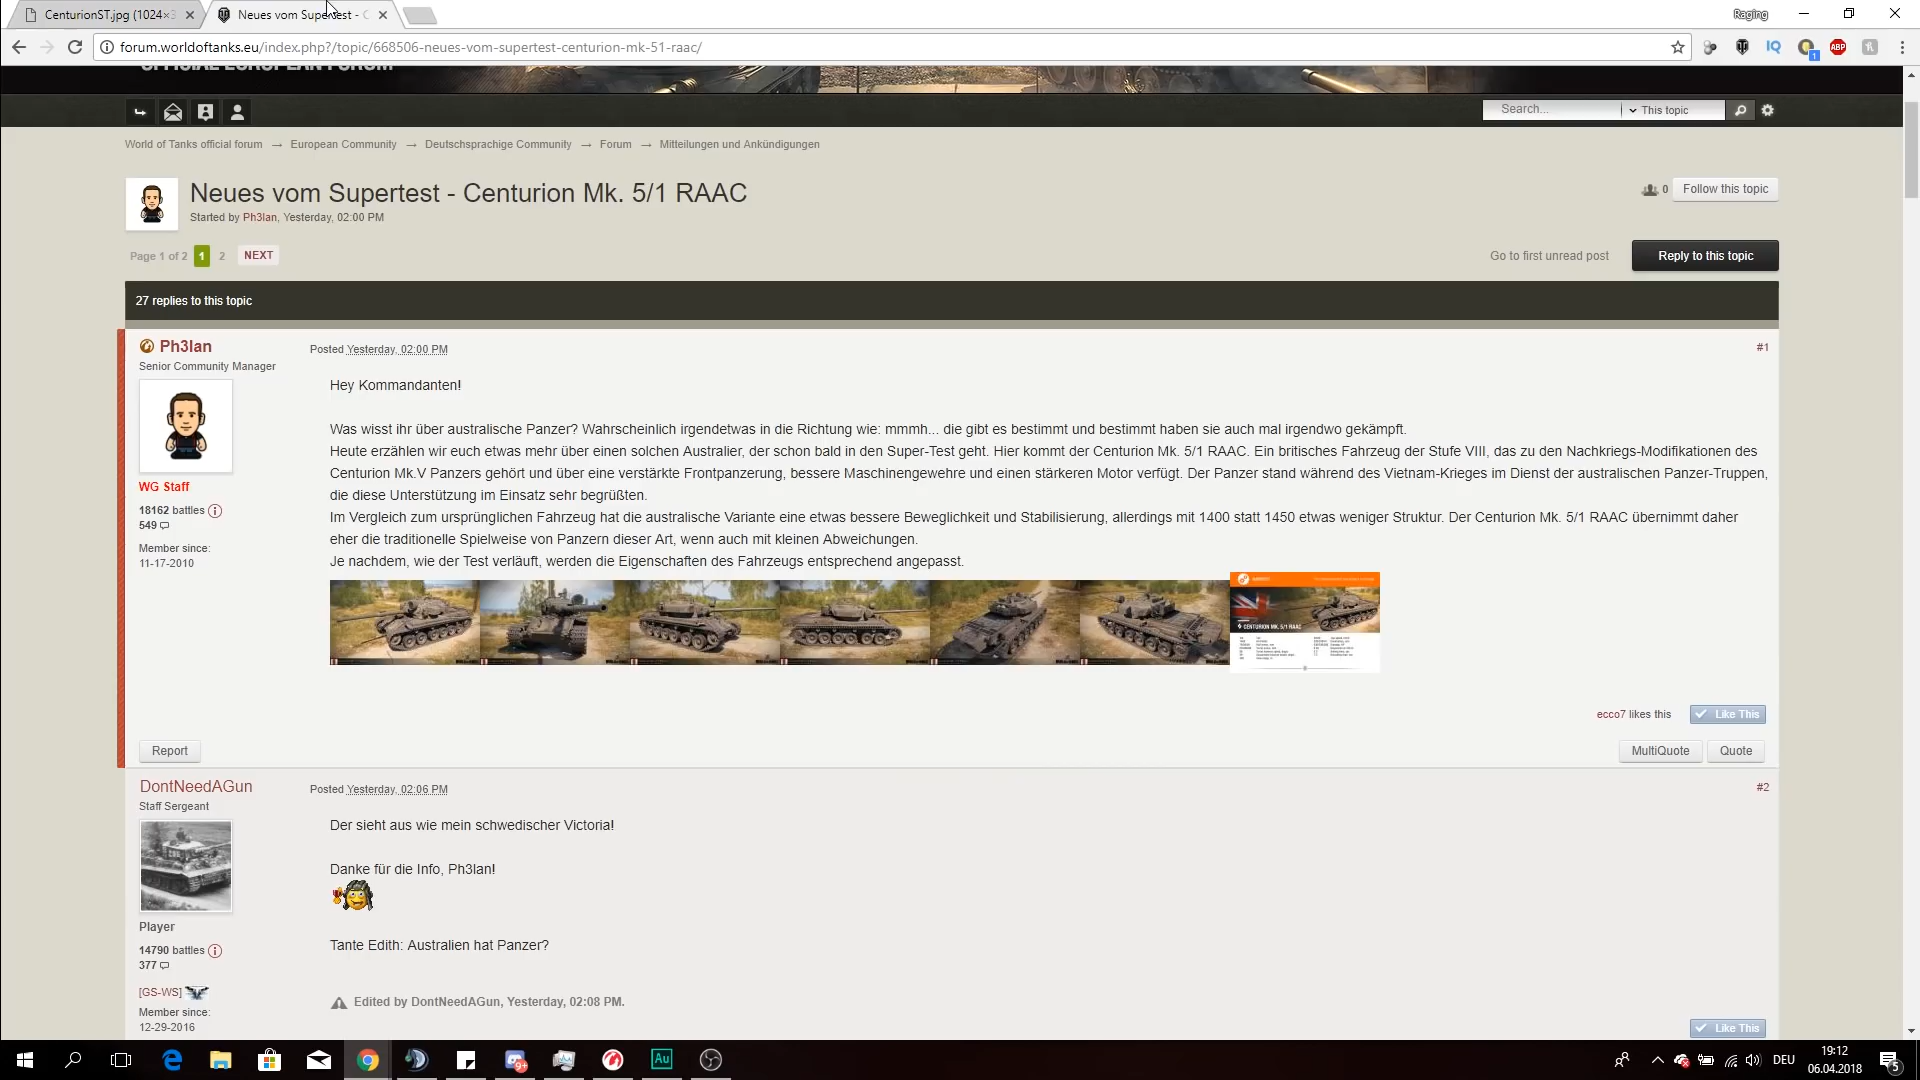 CenturionST.jpg (1024×
Neues vom Supertest - C
Raging
forum.worldoftanks.eu/index.php?/topic/668506-neues-vom-supertest-centurion-mk-51-raac/
IQ
1
ABP
OFFICIAL EUROPEAN FORUM
Search...
This topic
World of Tanks official forum → European Community → Deutschsprachige Community → Forum → Mitteilungen und Ankündigungen
Neues vom Supertest - Centurion Mk. 5/1 RAAC
Started by Ph3lan, Yesterday, 02:00 PM
0
Follow this topic
Page 1 of 2 1 2 NEXT
Go to first unread post
Reply to this topic
27 replies to this topic
Ph3lan
Senior Community Manager
WG Staff
18162 battles
549
Member since:
11-17-2010
Posted Yesterday, 02:00 PM
#1
Hey Kommandanten!
Was wisst ihr über australische Panzer? Wahrscheinlich irgendetwas in die Richtung wie: mmmh... die gibt es bestimmt und bestimmt haben sie auch mal irgendwo gekämpft.
Heute erzählen wir euch etwas mehr über einen solchen Australier, der schon bald in den Super-Test geht. Hier kommt der Centurion Mk. 5/1 RAAC. Ein britisches Fahrzeug der Stufe VIII, das zu den Nachkriegs-Modifikationen des
Centurion Mk.V Panzers gehört und über eine verstärkte Frontpanzerung, bessere Maschinengewehre und einen stärkeren Motor verfügt. Der Panzer stand während des Vietnam-Krieges im Dienst der australischen Panzer-Truppen,
die diese Unterstützung im Einsatz sehr begrüßten.
Im Vergleich zum ursprünglichen Fahrzeug hat die australische Variante eine etwas bessere Beweglichkeit und Stabilisierung, allerdings mit 1400 statt 1450 etwas weniger Struktur. Der Centurion Mk. 5/1 RAAC übernimmt daher
eher die traditionelle Spielweise von Panzern dieser Art, wenn auch mit kleinen Abweichungen.
Je nachdem, wie der Test verläuft, werden die Eigenschaften des Fahrzeugs entsprechend angepasst.
CENTURION MK. 5/1 RAAC
ecco7 likes this
Like This
Report
MultiQuote
Quote
DontNeedAGun
Staff Sergeant
Player
14790 battles
377
[GS-WS]
Member since:
12-29-2016
Posted Yesterday, 02:06 PM
#2
Der sieht aus wie mein schwedischer Victoria!
Danke für die Info, Ph3lan!
Tante Edith: Australien hat Panzer?
Edited by DontNeedAGun, Yesterday, 02:08 PM.
Like This
9+
Au
DEU
19:12
06.04.2018
5